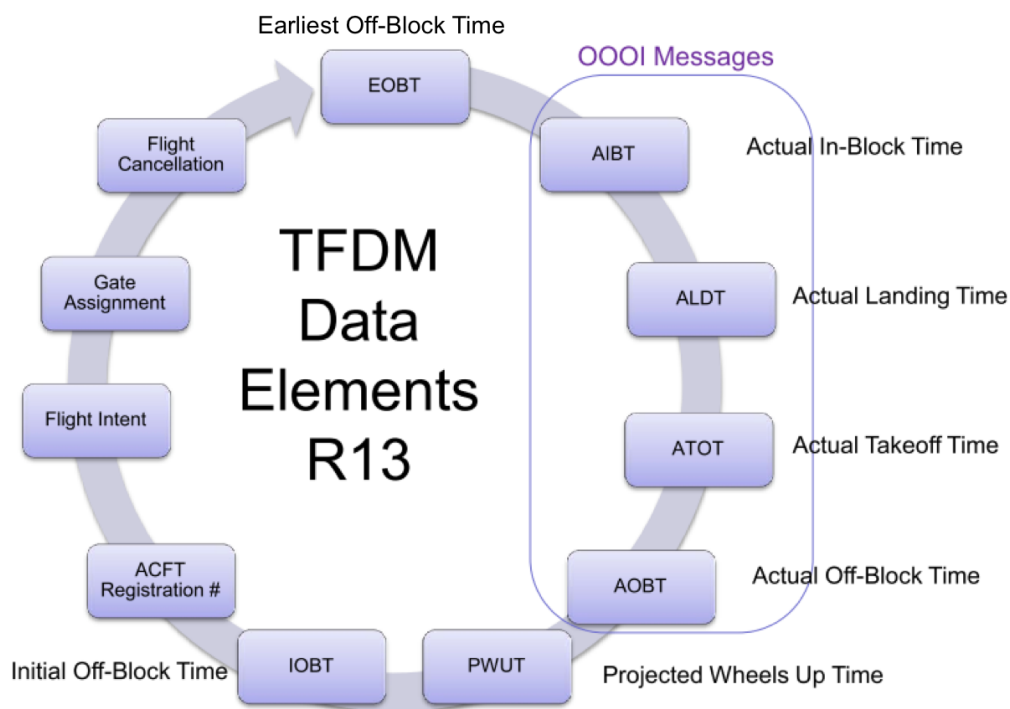 Earliest Off-Block Time
OOOI Messages
EOBT
AIBT
Actual In-Block Time
ALDT
Actual Landing Time
ATOT
Actual Takeoff Time
AOBT
Actual Off-Block Time
PWUT
Projected Wheels Up Time
IOBT
Initial Off-Block Time
ACFT
Registration #
Flight Intent
Gate
Assignment
Flight
Cancellation
TFDM
Data
Elements
R13